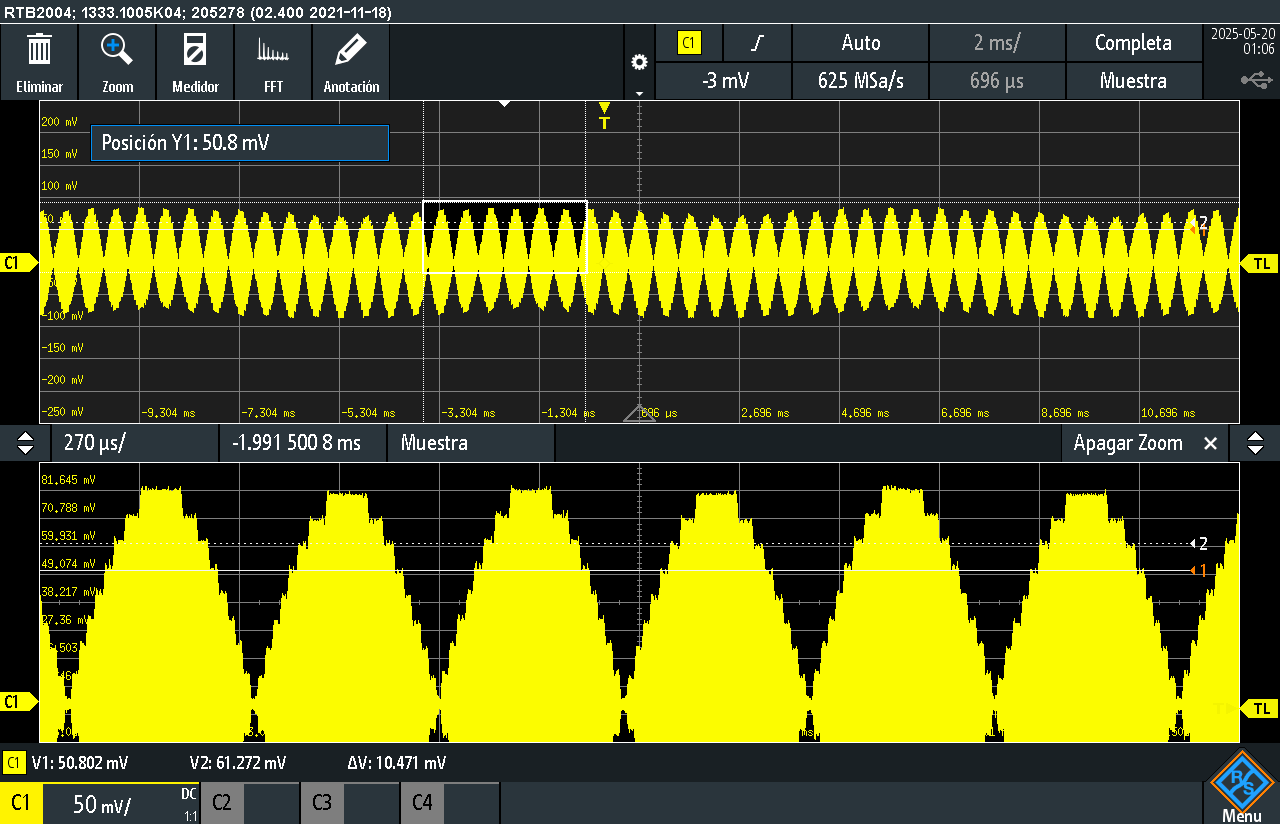 RTB2004; 1333.1005K04; 205278 (02.400 2021-11-18)
Eliminar Zoom Medidor FFT Anotación
C1 Auto 2 ms/ Completa
-3 mV 625 MSa/s 696 µs Muestra
2025-05-20
01:06
T
200 mV
Posición Y1: 50.8 mV
150 mV
100 mV
2
C1 TL
-100 mV
-150 mV
-200 mV
-250 mV -9,304 ms -7,304 ms -5,304 ms -3,304 ms -1,304 ms 696 µs 2,696 ms 4,696 ms 6,696 ms 8,696 ms 10,696 ms
270 µs/ -1.991 500 8 ms Muestra Apagar Zoom ✕
81,645 mV
70,788 mV
59,931 mV
2
49,074 mV
1
38,217 mV
27,36 mV
C1 TL
C1 V1: 50.802 mV V2: 61.272 mV ΔV: 10.471 mV
C1 50 mV/ DC 1:1 C2 C3 C4
R S
Menu